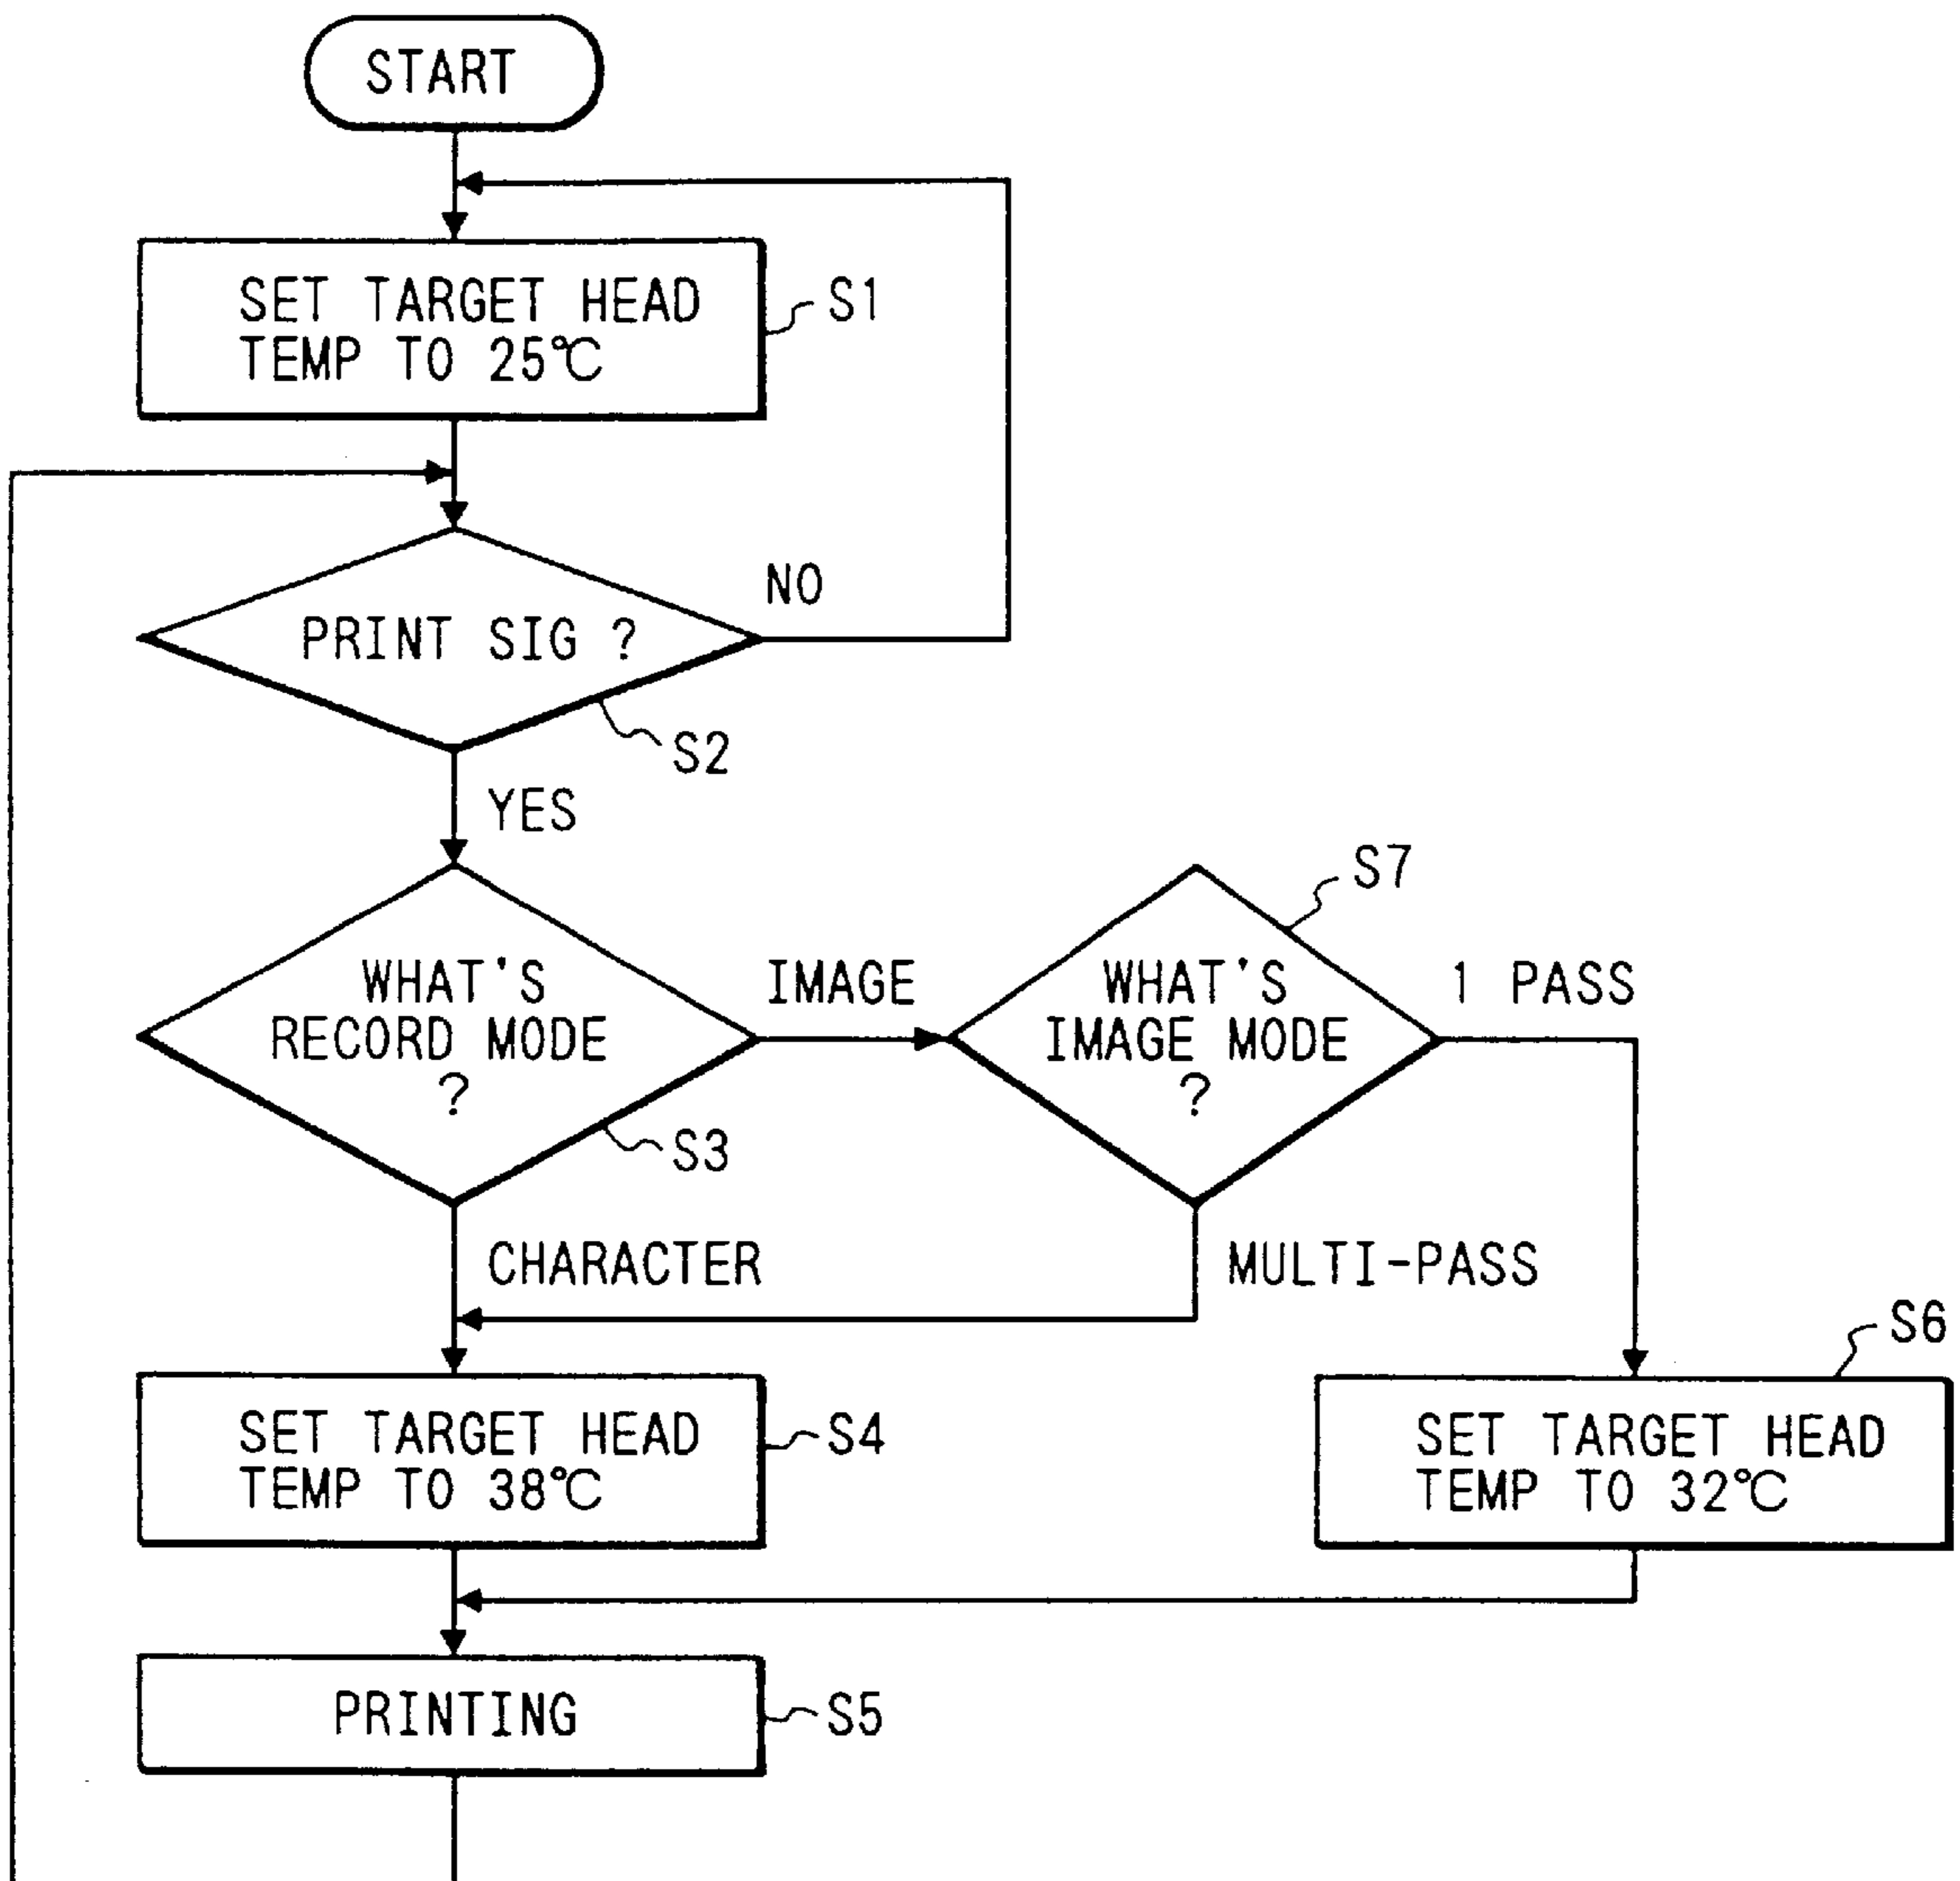 START
SET TARGET HEAD
TEMP TO 25℃
S1
PRINT SIG ?
NO
S2
YES
WHAT'S
RECORD MODE
?
S3
IMAGE
WHAT'S
IMAGE MODE
?
S7
1 PASS
CHARACTER
MULTI-PASS
SET TARGET HEAD
TEMP TO 38℃
S4
SET TARGET HEAD
TEMP TO 32℃
S6
PRINTING
S5